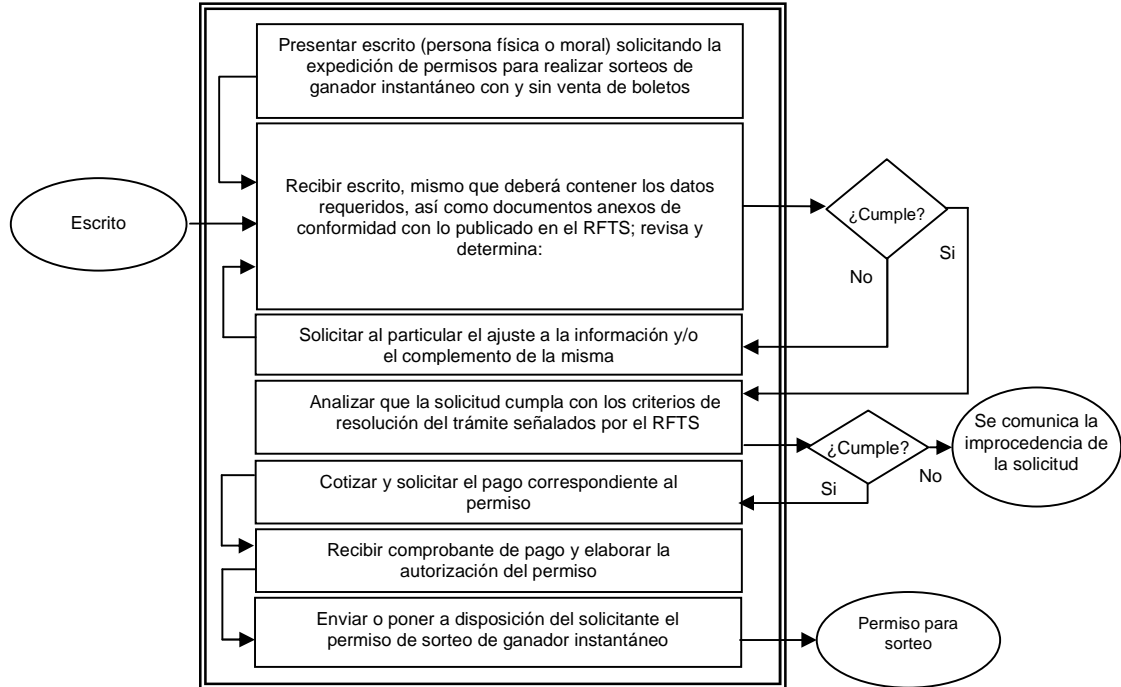 Presentar escrito (persona física o moral) solicitando la
expedición de permisos para realizar sorteos de
ganador instantáneo con y sin venta de boletos
Escrito
Recibir escrito, mismo que deberá contener los datos
requeridos, así como documentos anexos de
conformidad con lo publicado en el RFTS; revisa y
determina:
¿Cumple?
Si
No
Solicitar al particular el ajuste a la información y/o
el complemento de la misma
Analizar que la solicitud cumpla con los criterios de
resolución del trámite señalados por el RFTS
¿Cumple?
No
Si
Se comunica la
improcedencia de
la solicitud
Cotizar y solicitar el pago correspondiente al
permiso
Recibir comprobante de pago y elaborar la
autorización del permiso
Enviar o poner a disposición del solicitante el
permiso de sorteo de ganador instantáneo
Permiso para
sorteo